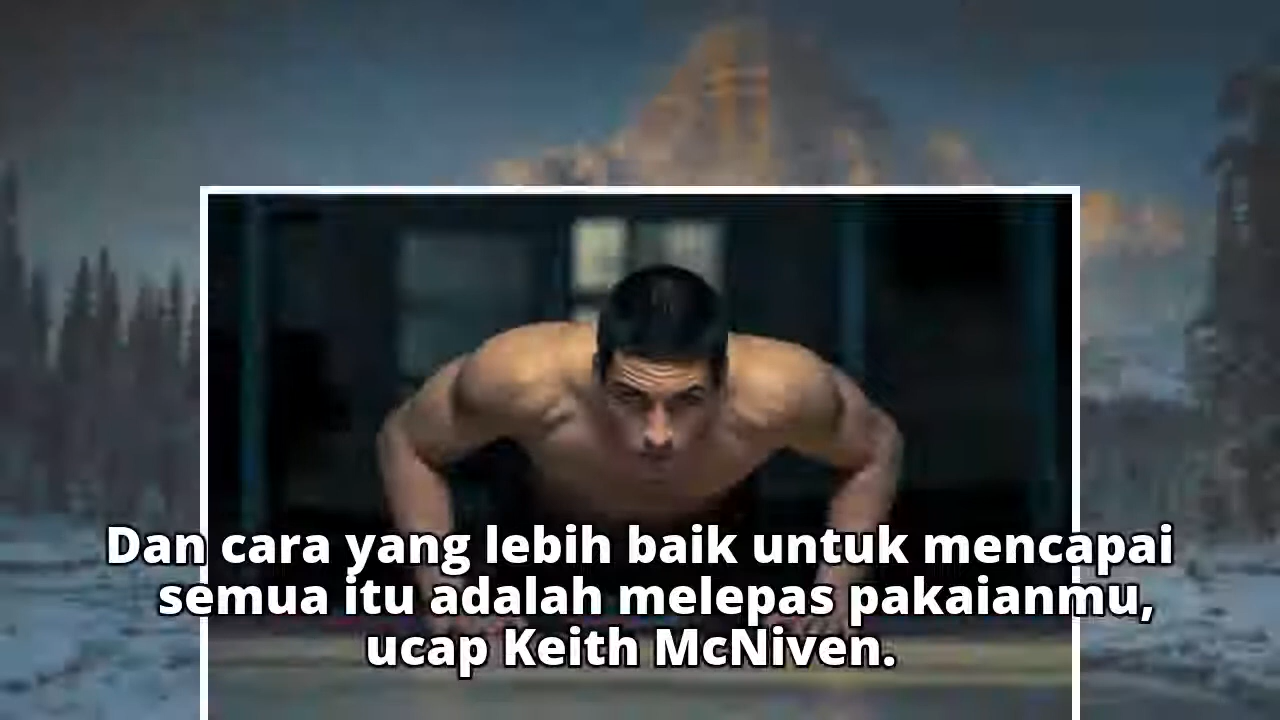 Dan cara yang lebih baik untuk mencapai
semua itu adalah melepas pakaianmu,
ucap Keith McNiven.